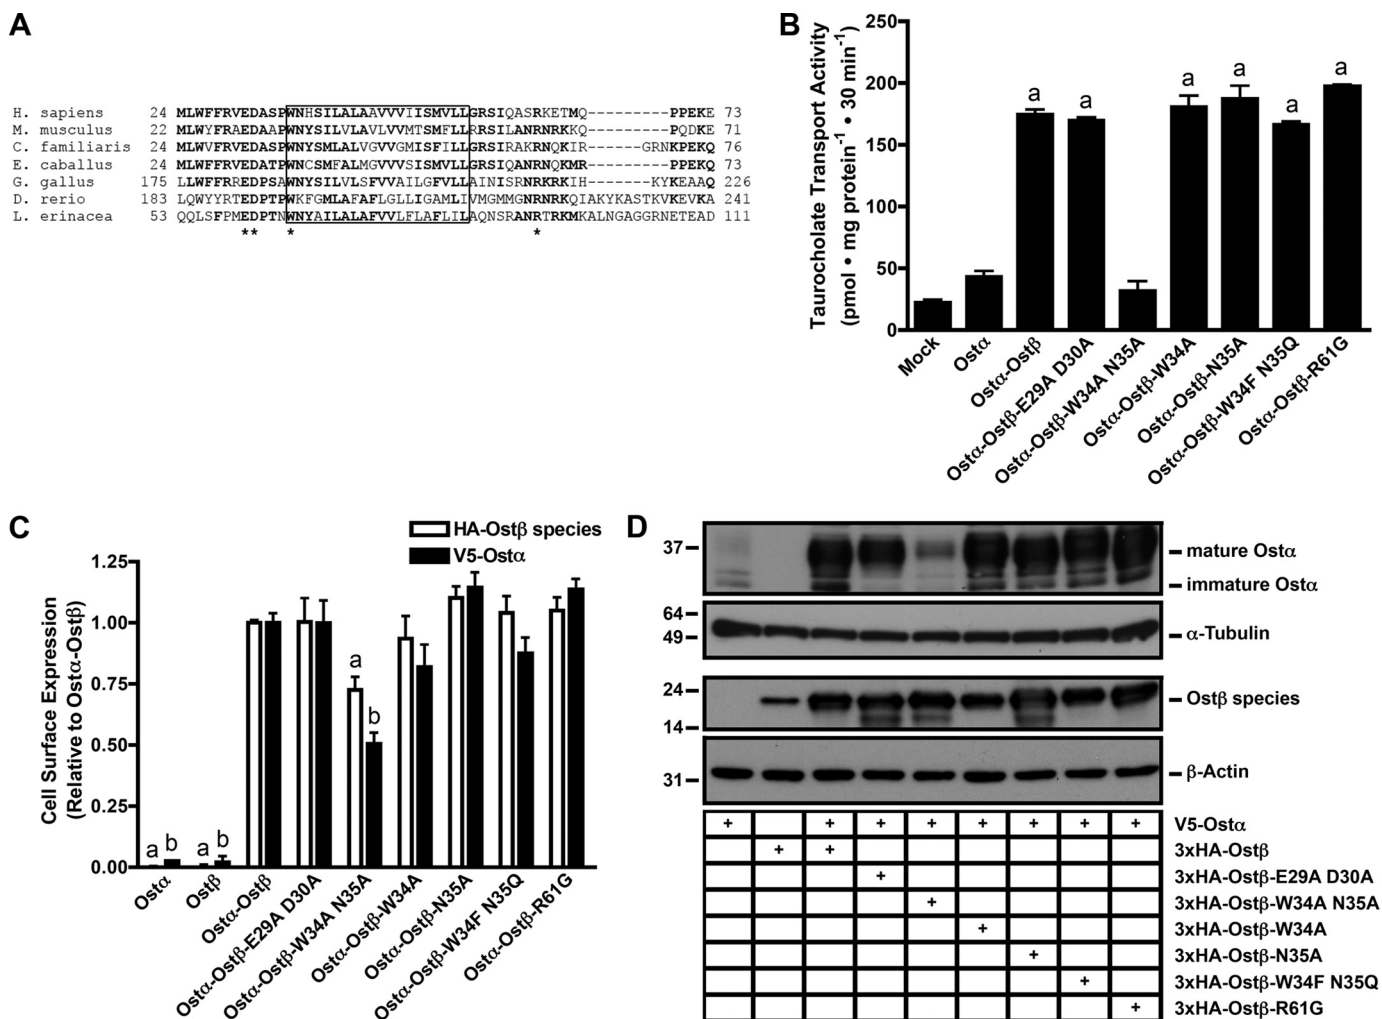 A
H. sapiens 24 MLWFFRVEDASPWNHSILALAAVVVIISMVLLGRSIQASRKETMQ----------PPEKE 73
M. musculus 22 MLWYFRAEDASPWNYSILVLAVLVVMTSMFLLRRSILANRNRKKQ----------PQDKE 71
C. familiaris 24 MLWFFRVEDASPWNYSMLALVGVVGMISFILLGRSIRAKRNQKIR-------GRNKPEKQ 76
E. caballus 24 MLWFFRVEDATPWNCSMFALMGVVVSISMVLLGRSIQANRNQKMR----------PPEKQ 73
G. gallus 175 LLWFFRREDPSAWNYSILVLSFVVAILGFVLLAINISRNRKRKIH--------KYKEAAQ 226
D. rerio 183 LQWYYRTEDPTPWKFGMLAFAFLGLLIGAMLIVMGMMGNRNRKQIAKYKASTKVKEVKA 241
L. erinacea 53 QQLSFPMEDPTNWNYAILALAFVVLFLAFLILAQNSRANRTRKMKALNGAGGRNETEAD 111
** * *
B
Taurocholate Transport Activity
(pmol • mg protein⁻¹ • 30 min⁻¹)
250
200
150
100
50
0
a a a a a a
Mock
Ostα
Ostα-Ostβ
Ostα-Ostβ-E29A D30A
Ostα-Ostβ-W34A N35A
Ostα-Ostβ-W34A
Ostα-Ostβ-N35A
Ostα-Ostβ-W34F N35Q
Ostα-Ostβ-R61G
C
HA-Ostβ species
V5-Ostα
Cell Surface Expression
(Relative to Ostα-Ostβ)
1.25
1.00
0.75
0.50
0.25
0.00
a b a b a b
Ostα
Ostβ
Ostα-Ostβ
Ostα-Ostβ-E29A D30A
Ostα-Ostβ-W34A N35A
Ostα-Ostβ-W34A
Ostα-Ostβ-N35A
Ostα-Ostβ-W34F N35Q
Ostα-Ostβ-R61G
D
37
mature Ostα
immature Ostα
64
49
α-Tubulin
24
14
Ostβ species
31
β-Actin
+ + + + + + + + V5-Ostα
+ + 3xHA-Ostβ
+ 3xHA-Ostβ-E29A D30A
+ 3xHA-Ostβ-W34A N35A
+ 3xHA-Ostβ-W34A
+ 3xHA-Ostβ-N35A
+ 3xHA-Ostβ-W34F N35Q
+ 3xHA-Ostβ-R61G